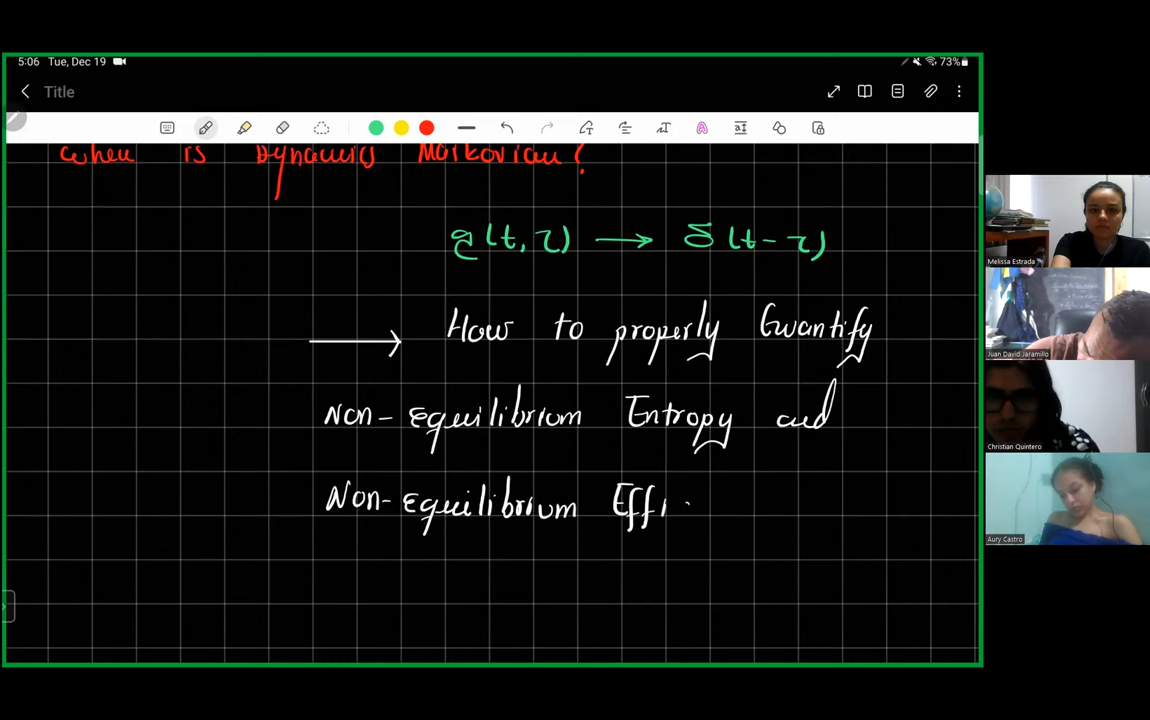 5:06 Tue, Dec 19
73%
Title
When is Dynamics Markovian?
g(t, τ) → δ(t - τ)
→ How to properly Quantify
Non-equilibrium Entropy and
Non-Equilibrium Effi
Melissa Estrada
Juan David Jaramillo
Christian Quintero
Aury Castro